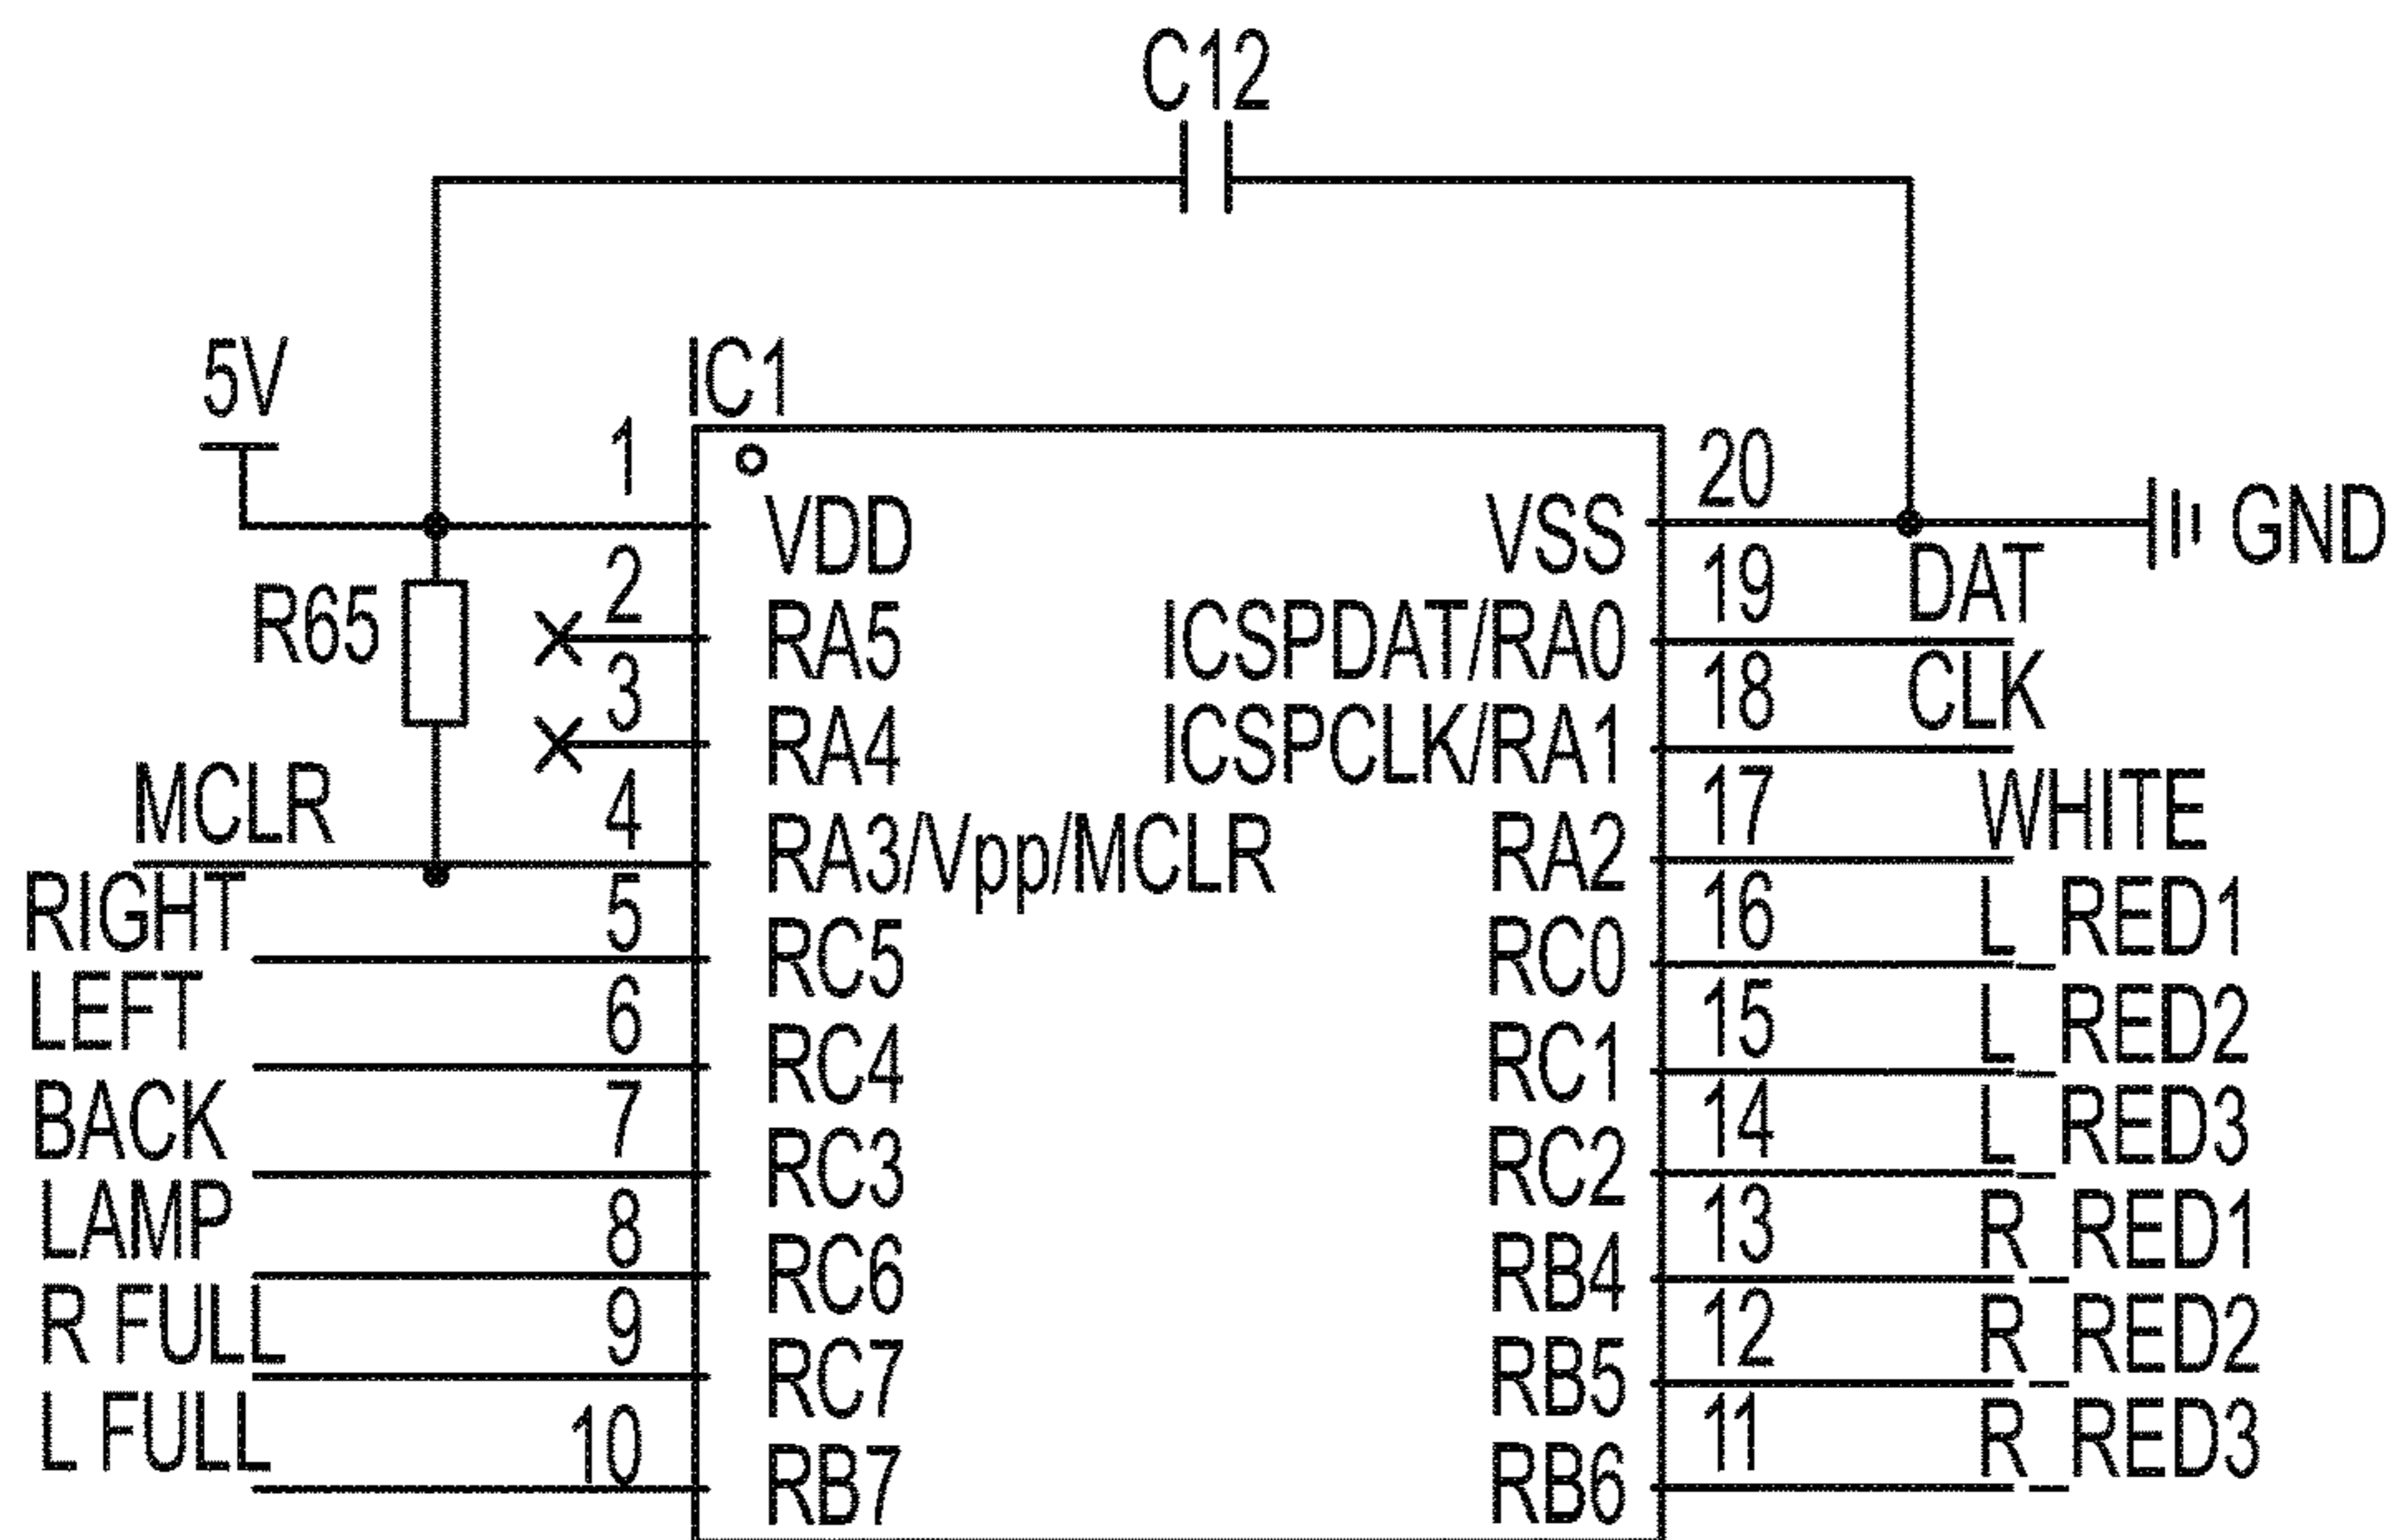 C12
5V
IC1
1
20
VDD
VSS
GND
2
19
DAT
R65
RA5
ICSPDAT/RA0
3
18
CLK
RA4
ICSPCLK/RA1
MCLR
4
17
WHITE
RA3/Vpp/MCLR
RA2
RIGHT
5
16
L_RED1
RC5
RC0
LEFT
6
15
L_RED2
RC4
RC1
BACK
7
14
L_RED3
RC3
RC2
LAMP
8
13
R_RED1
RC6
RB4
R FULL
9
12
R_RED2
RC7
RB5
L FULL
10
11
R_RED3
RB7
RB6